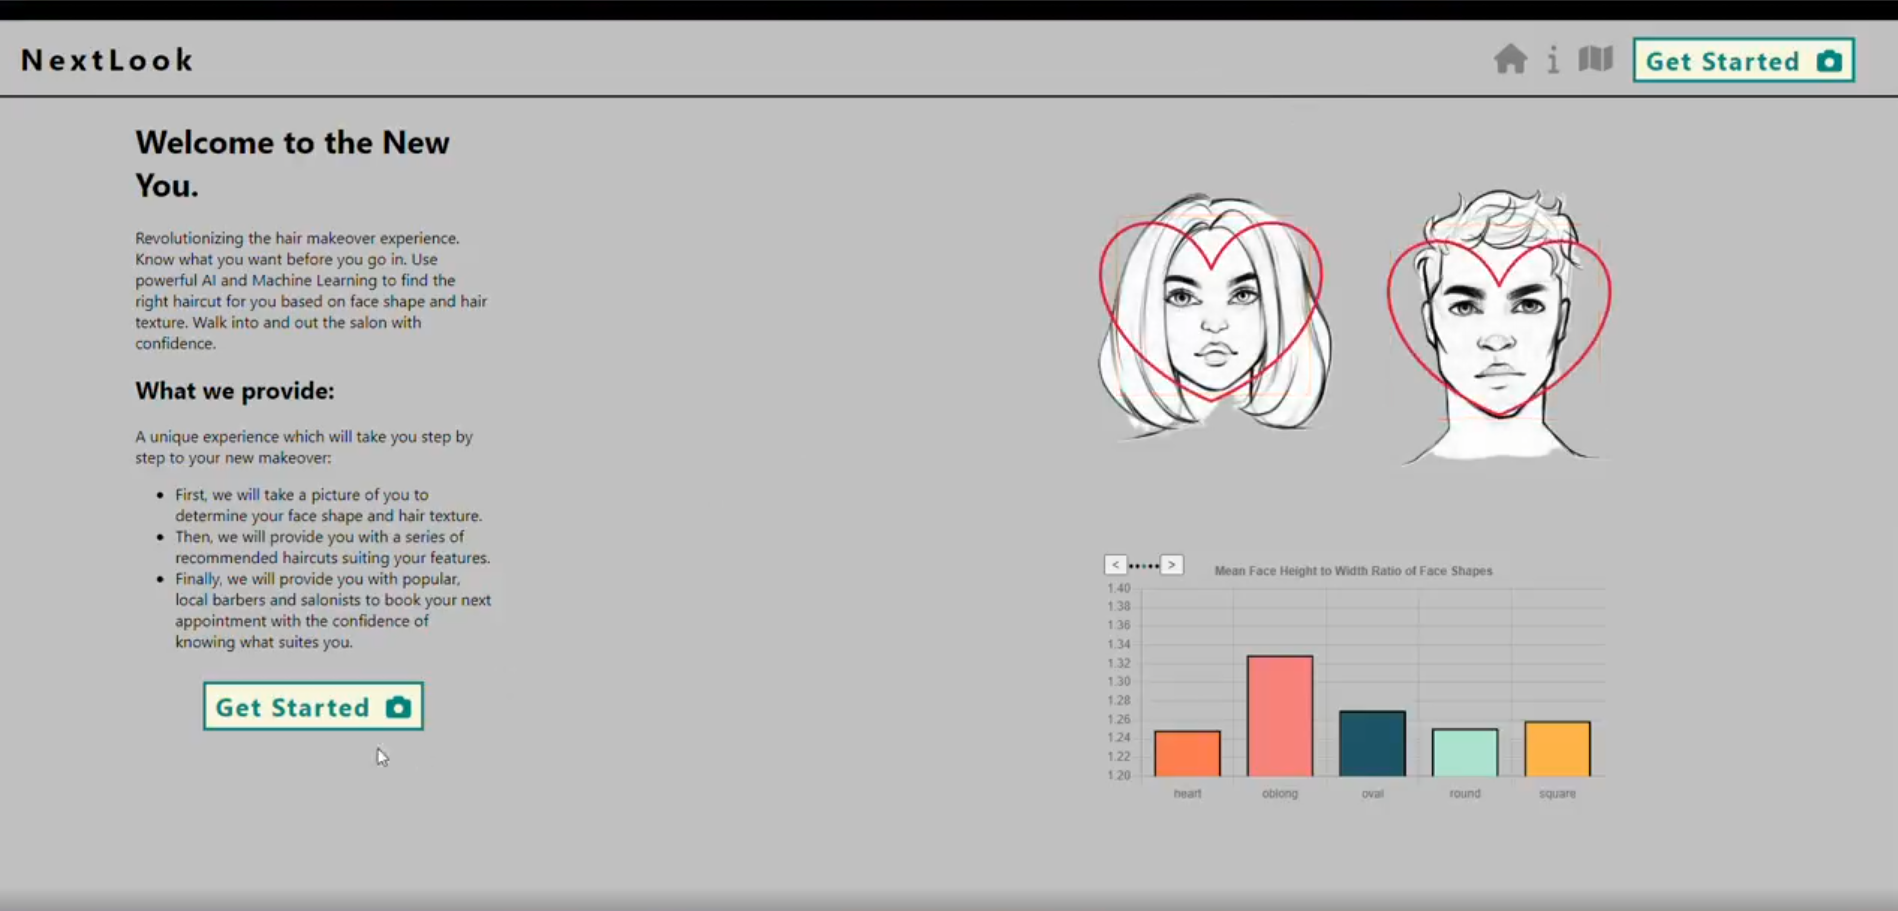 NextLook
Get Started
Welcome to the New
You.
Revolutionizing the hair makeover experience.
Know what you want before you go in. Use
powerful AI and Machine Learning to find the
right haircut for you based on face shape and hair
texture. Walk into and out the salon with
confidence.
What we provide:
A unique experience which will take you step by
step to your new makeover:
• First, we will take a picture of you to
determine your face shape and hair texture.
• Then, we will provide you with a series of
recommended haircuts suiting your features.
• Finally, we will provide you with popular,
local barbers and salonists to book your next
appointment with the confidence of
knowing what suites you.
Get Started
< >
Mean Face Height to Width Ratio of Face Shapes
1.40
1.38
1.36
1.34
1.32
1.30
1.28
1.26
1.24
1.22
1.20
heart oblong oval round square